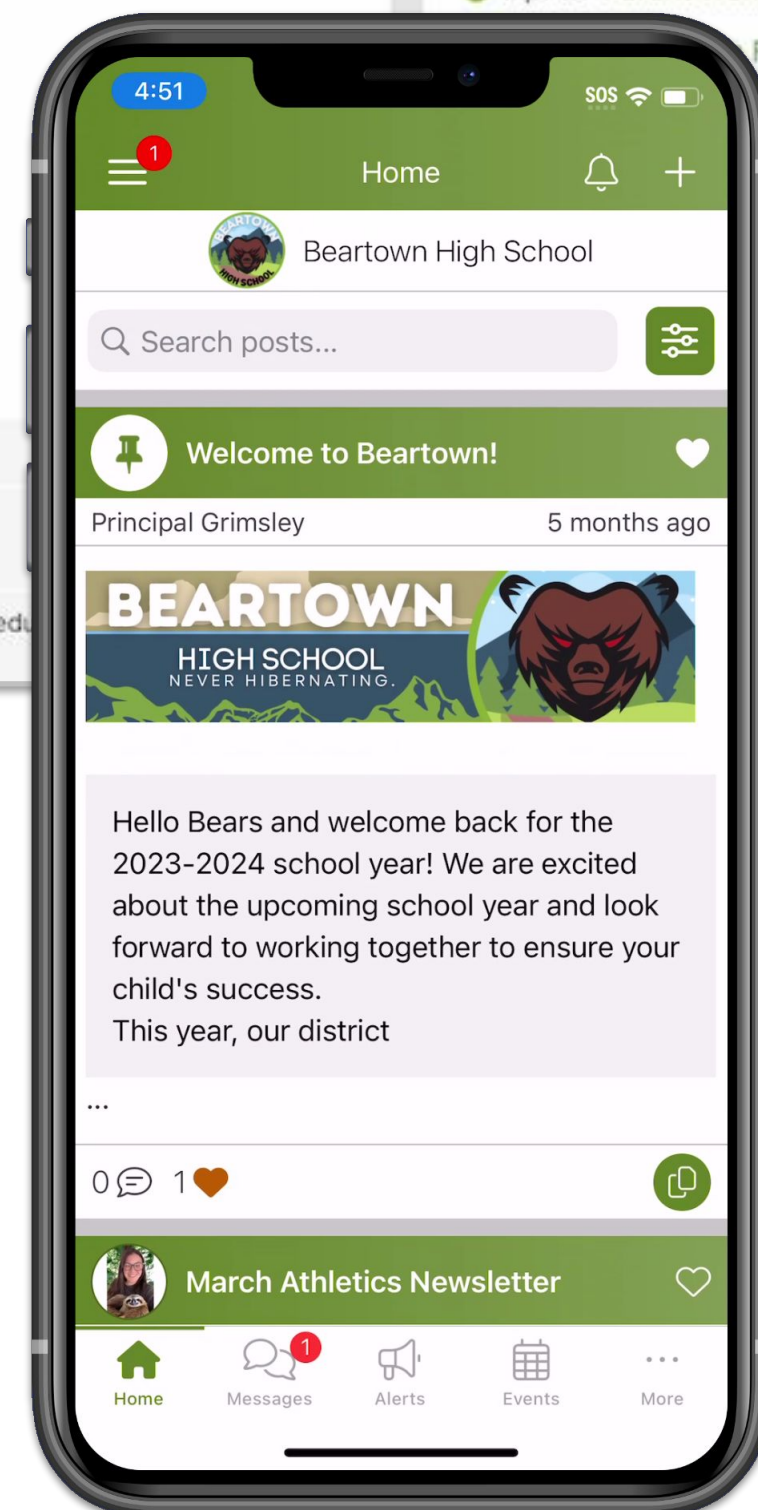 4:51
SOS
1
Home
BEARTOWN
HIGH SCHOOL
Beartown High School
Search posts...
Welcome to Beartown!
Principal Grimsley
5 months ago
BEARTOWN
HIGH SCHOOL
NEVER HIBERNATING.
Hello Bears and welcome back for the
2023-2024 school year! We are excited
about the upcoming school year and look
forward to working together to ensure your
child's success.
This year, our district
...
0 1
March Athletics Newsletter
1
Home
Messages
Alerts
Events
More